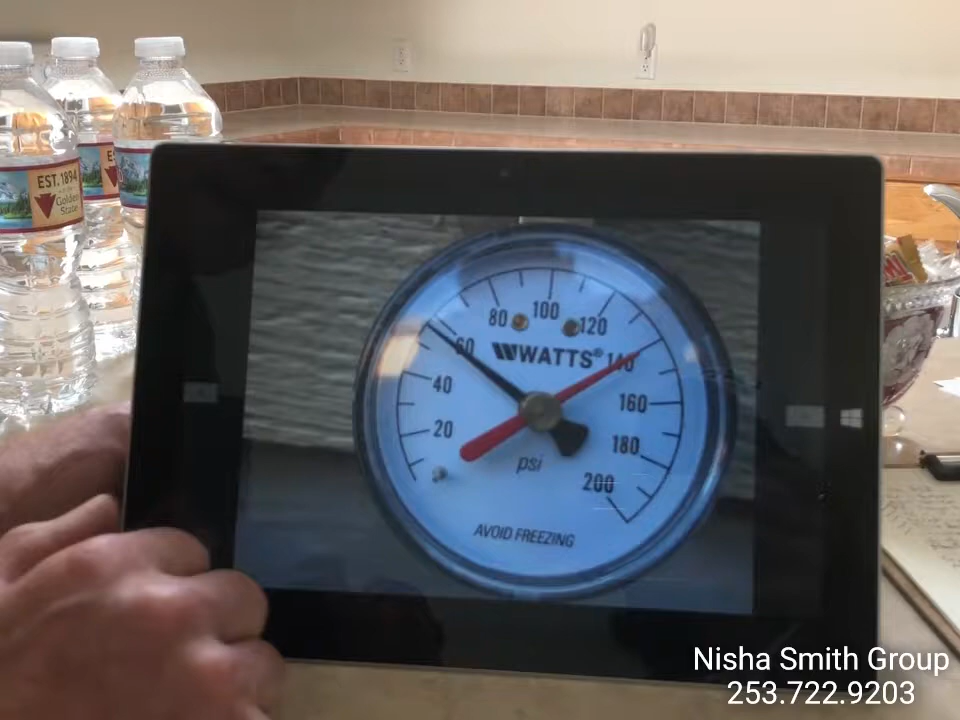 EST. 1894
Golden
State
100
80
120
60
WATTS®
140
40
160
20
180
psi
200
AVOID FREEZING
Nisha Smith Group
253.722.9203